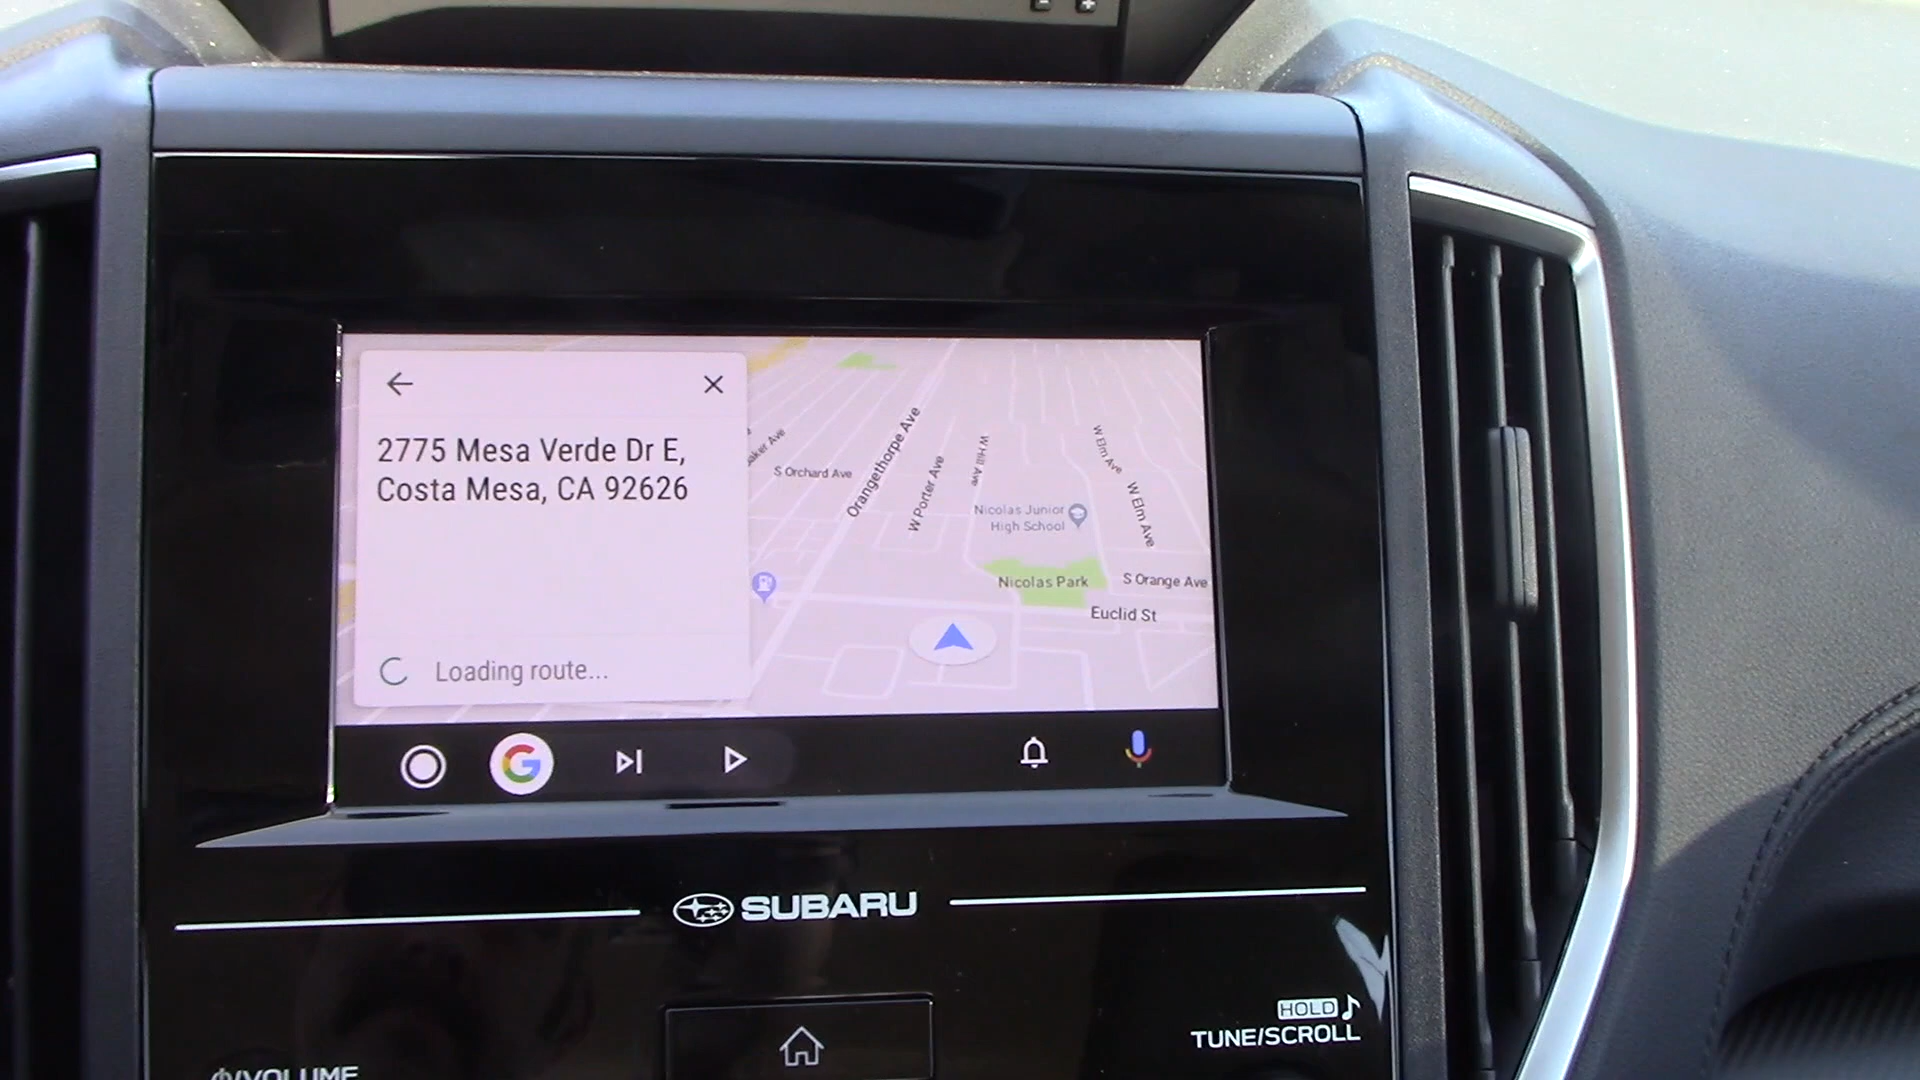 2775 Mesa Verde Dr E,
Costa Mesa, CA 92626
Loading route...
S Orchard Ave
Orangethorpe Ave
W Porter Ave
W Hill Ave
W Elm Ave
W Elm Ave
Nicolas Junior
High School
Nicolas Park
S Orange Ave
Euclid St
G
SUBARU
HOLD
TUNE/SCROLL
VOLUME